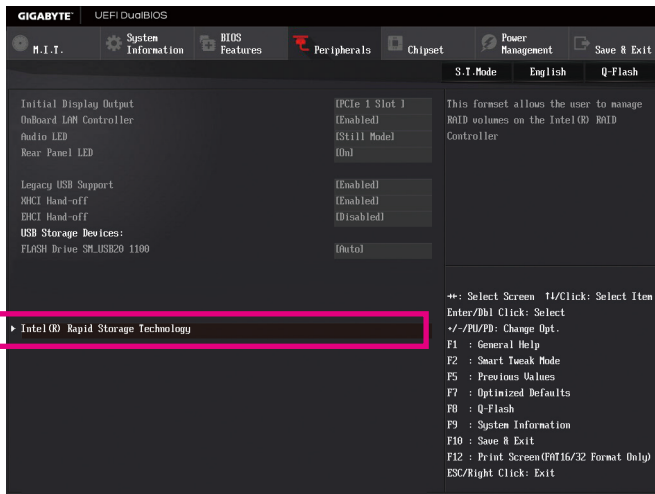 GIGABYTE™ UEFI DualBIOS
M.I.T.
System Information
BIOS Features
Peripherals
Chipset
Power Management
Save & Exit
S.T.Mode English Q-Flash
Initial Display Output [PCIe 1 Slot ]
OnBoard LAN Controller [Enabled]
Audio LED [Still Mode]
Rear Panel LED [On]
Legacy USB Support [Enabled]
XHCI Hand-off [Enabled]
EHCI Hand-off [Disabled]
USB Storage Devices:
FLASH Drive SM_USB20 1100 [Auto]
Intel(R) Rapid Storage Technology
This formset allows the user to manage
RAID volumes on the Intel(R) RAID
Controller
→←: Select Screen ↑↓/Click: Select Item
Enter/Dbl Click: Select
+/-/PU/PD: Change Opt.
F1 : General Help
F2 : Smart Tweak Mode
F5 : Previous Values
F7 : Optimized Defaults
F8 : Q-Flash
F9 : System Information
F10 : Save & Exit
F12 : Print Screen(FAT16/32 Format Only)
ESC/Right Click: Exit